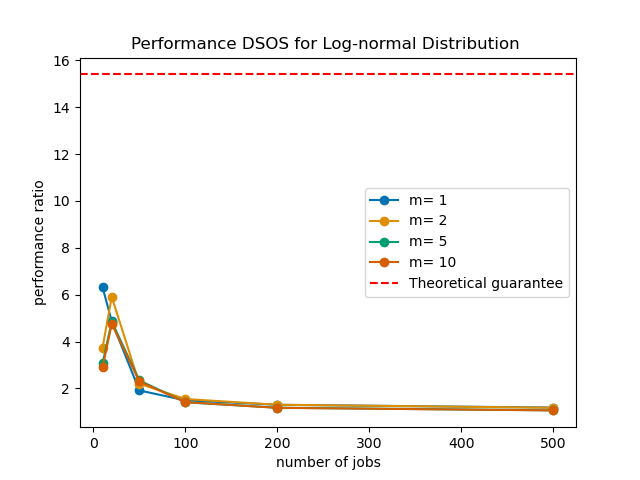 Performance DSOS for Log-normal Distribution
performance ratio
16
14
12
10
8
6
4
2
m= 1
m= 2
m= 5
m= 10
Theoretical guarantee
0 100 200 300 400 500
number of jobs